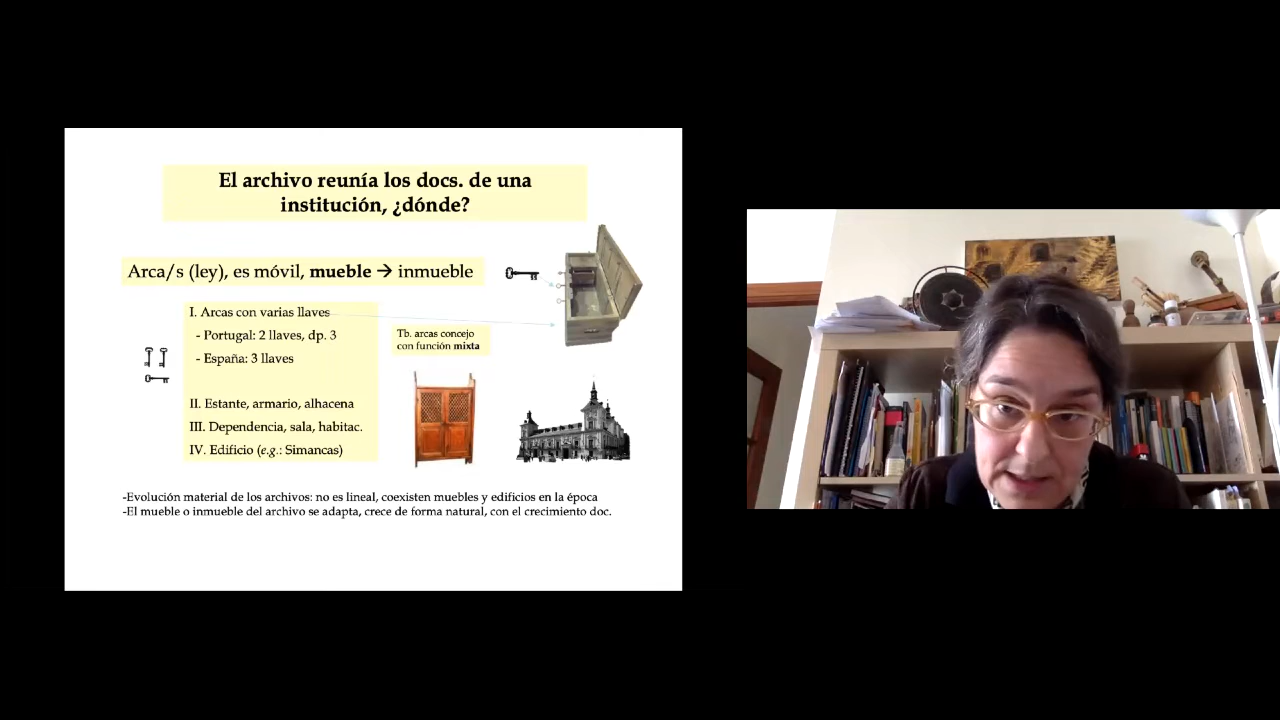 El archivo reunía los docs. de una
institución, ¿dónde?
Arca/s (ley), es móvil, mueble → inmueble
I. Arcas con varias llaves
- Portugal: 2 llaves, dp. 3
- España: 3 llaves
Tb. arcas concejo
con función mixta
II. Estante, armario, alhacena
III. Dependencia, sala, habitac.
IV. Edificio (e.g.: Simancas)
-Evolución material de los archivos: no es lineal, coexisten muebles y edificios en la época
-El mueble o inmueble del archivo se adapta, crece de forma natural, con el crecimiento doc.